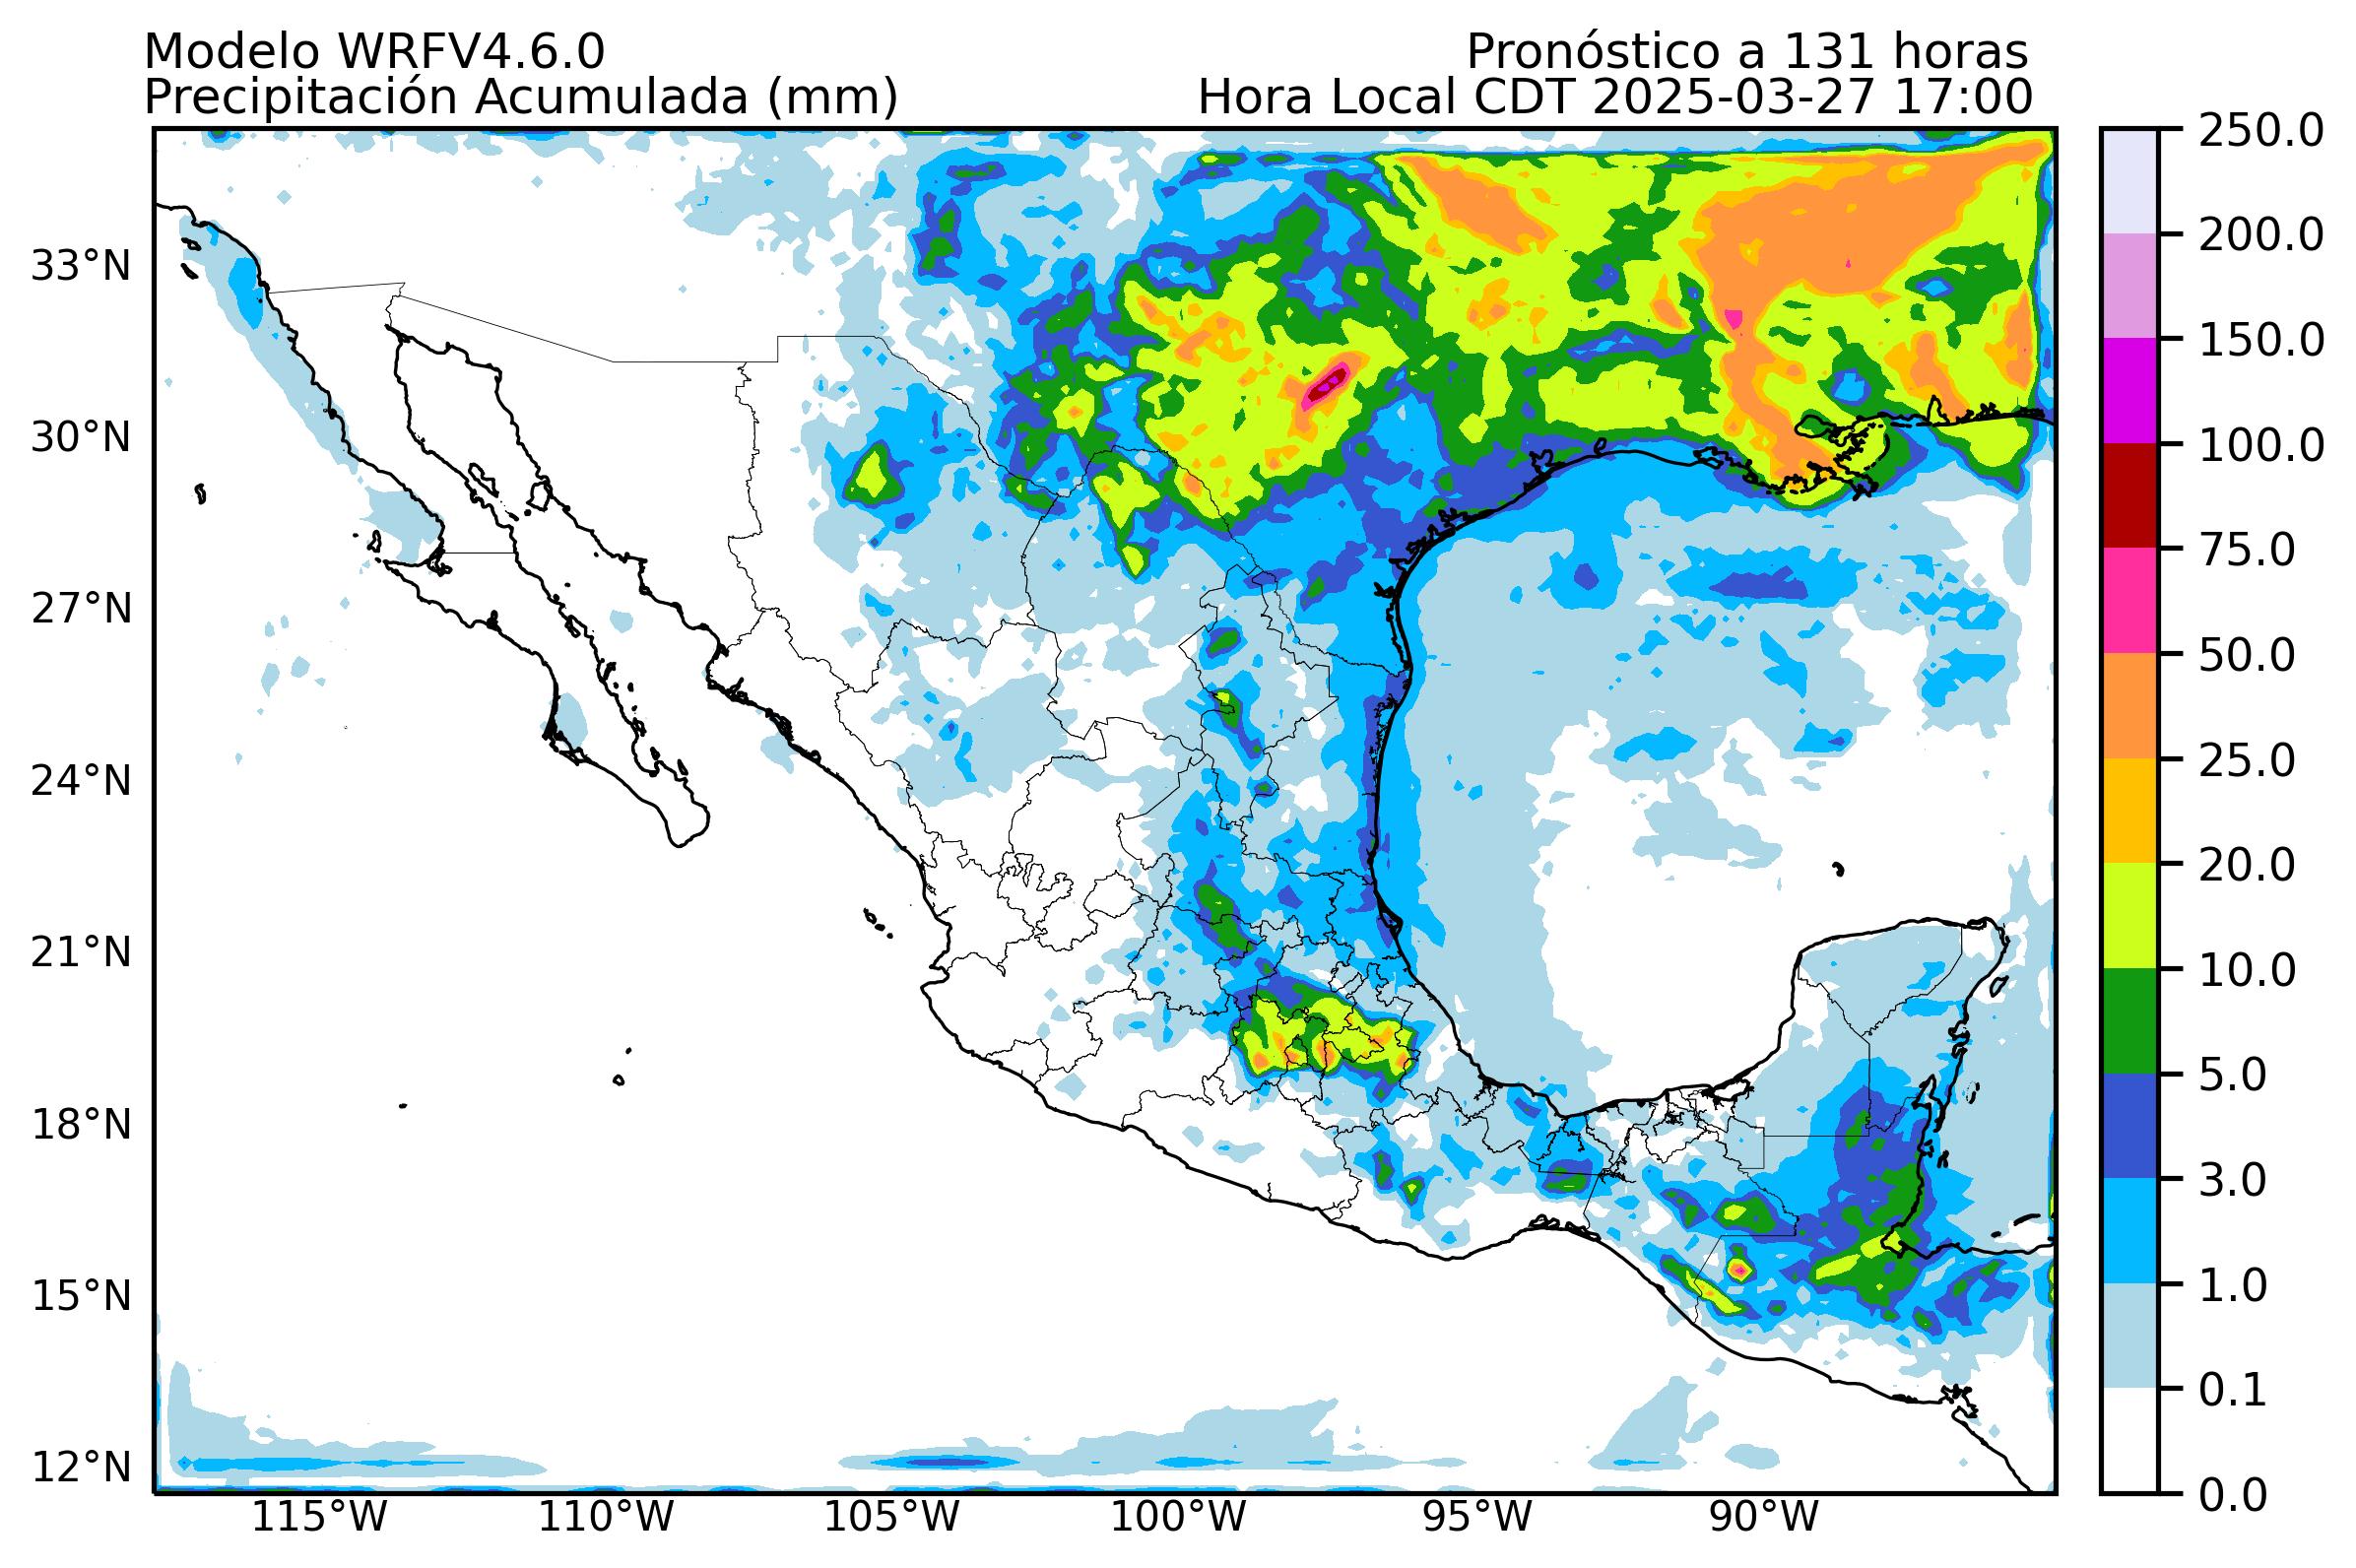 Modelo WRFV4.6.0
Pronóstico a 131 horas
Precipitación Acumulada (mm)
Hora Local CDT 2025-03-27 17:00
33°N
30°N
27°N
24°N
21°N
18°N
15°N
12°N
115°W
110°W
105°W
100°W
95°W
90°W
250.0
200.0
150.0
100.0
75.0
50.0
25.0
20.0
10.0
5.0
3.0
1.0
0.1
0.0